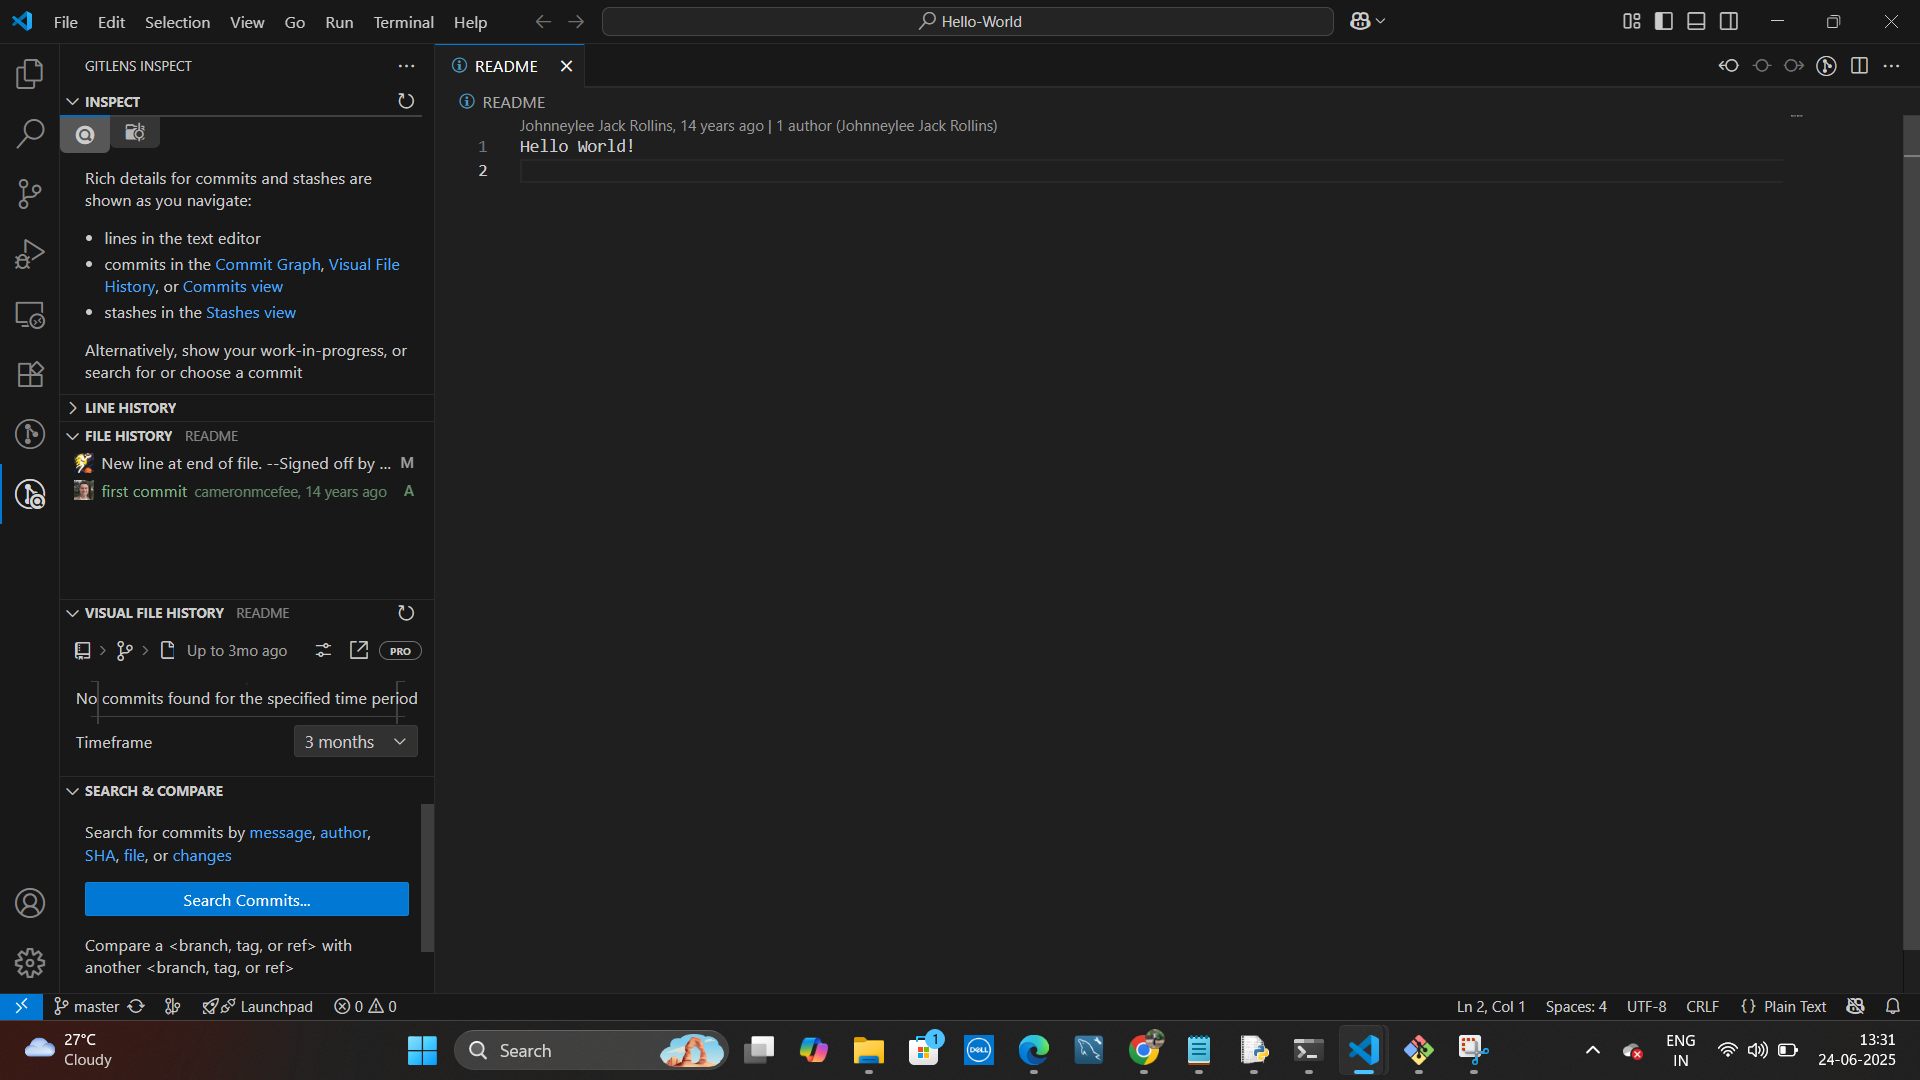 File Edit Selection View Go Run Terminal Help
Hello-World
GITLENS INSPECT
INSPECT
Rich details for commits and stashes are
shown as you navigate:
lines in the text editor
commits in the Commit Graph, Visual File
History, or Commits view
stashes in the Stashes view
Alternatively, show your work-in-progress, or
search for or choose a commit
LINE HISTORY
FILE HISTORY README
New line at end of file. --Signed off by ... M
first commit cameronmcefee, 14 years ago A
VISUAL FILE HISTORY README
Up to 3mo ago PRO
No commits found for the specified time period
Timeframe 3 months
SEARCH & COMPARE
Search for commits by message, author,
SHA, file, or changes
Search Commits...
Compare a <branch, tag, or ref> with
another <branch, tag, or ref>
README
README
Johnneylee Jack Rollins, 14 years ago | 1 author (Johnneylee Jack Rollins)
1 Hello World!
2
master Launchpad 0 0
Ln 2, Col 1 Spaces: 4 UTF-8 CRLF {} Plain Text
27°C
Cloudy
Search
1
DELL
ENG
IN
13:31
24-06-2025